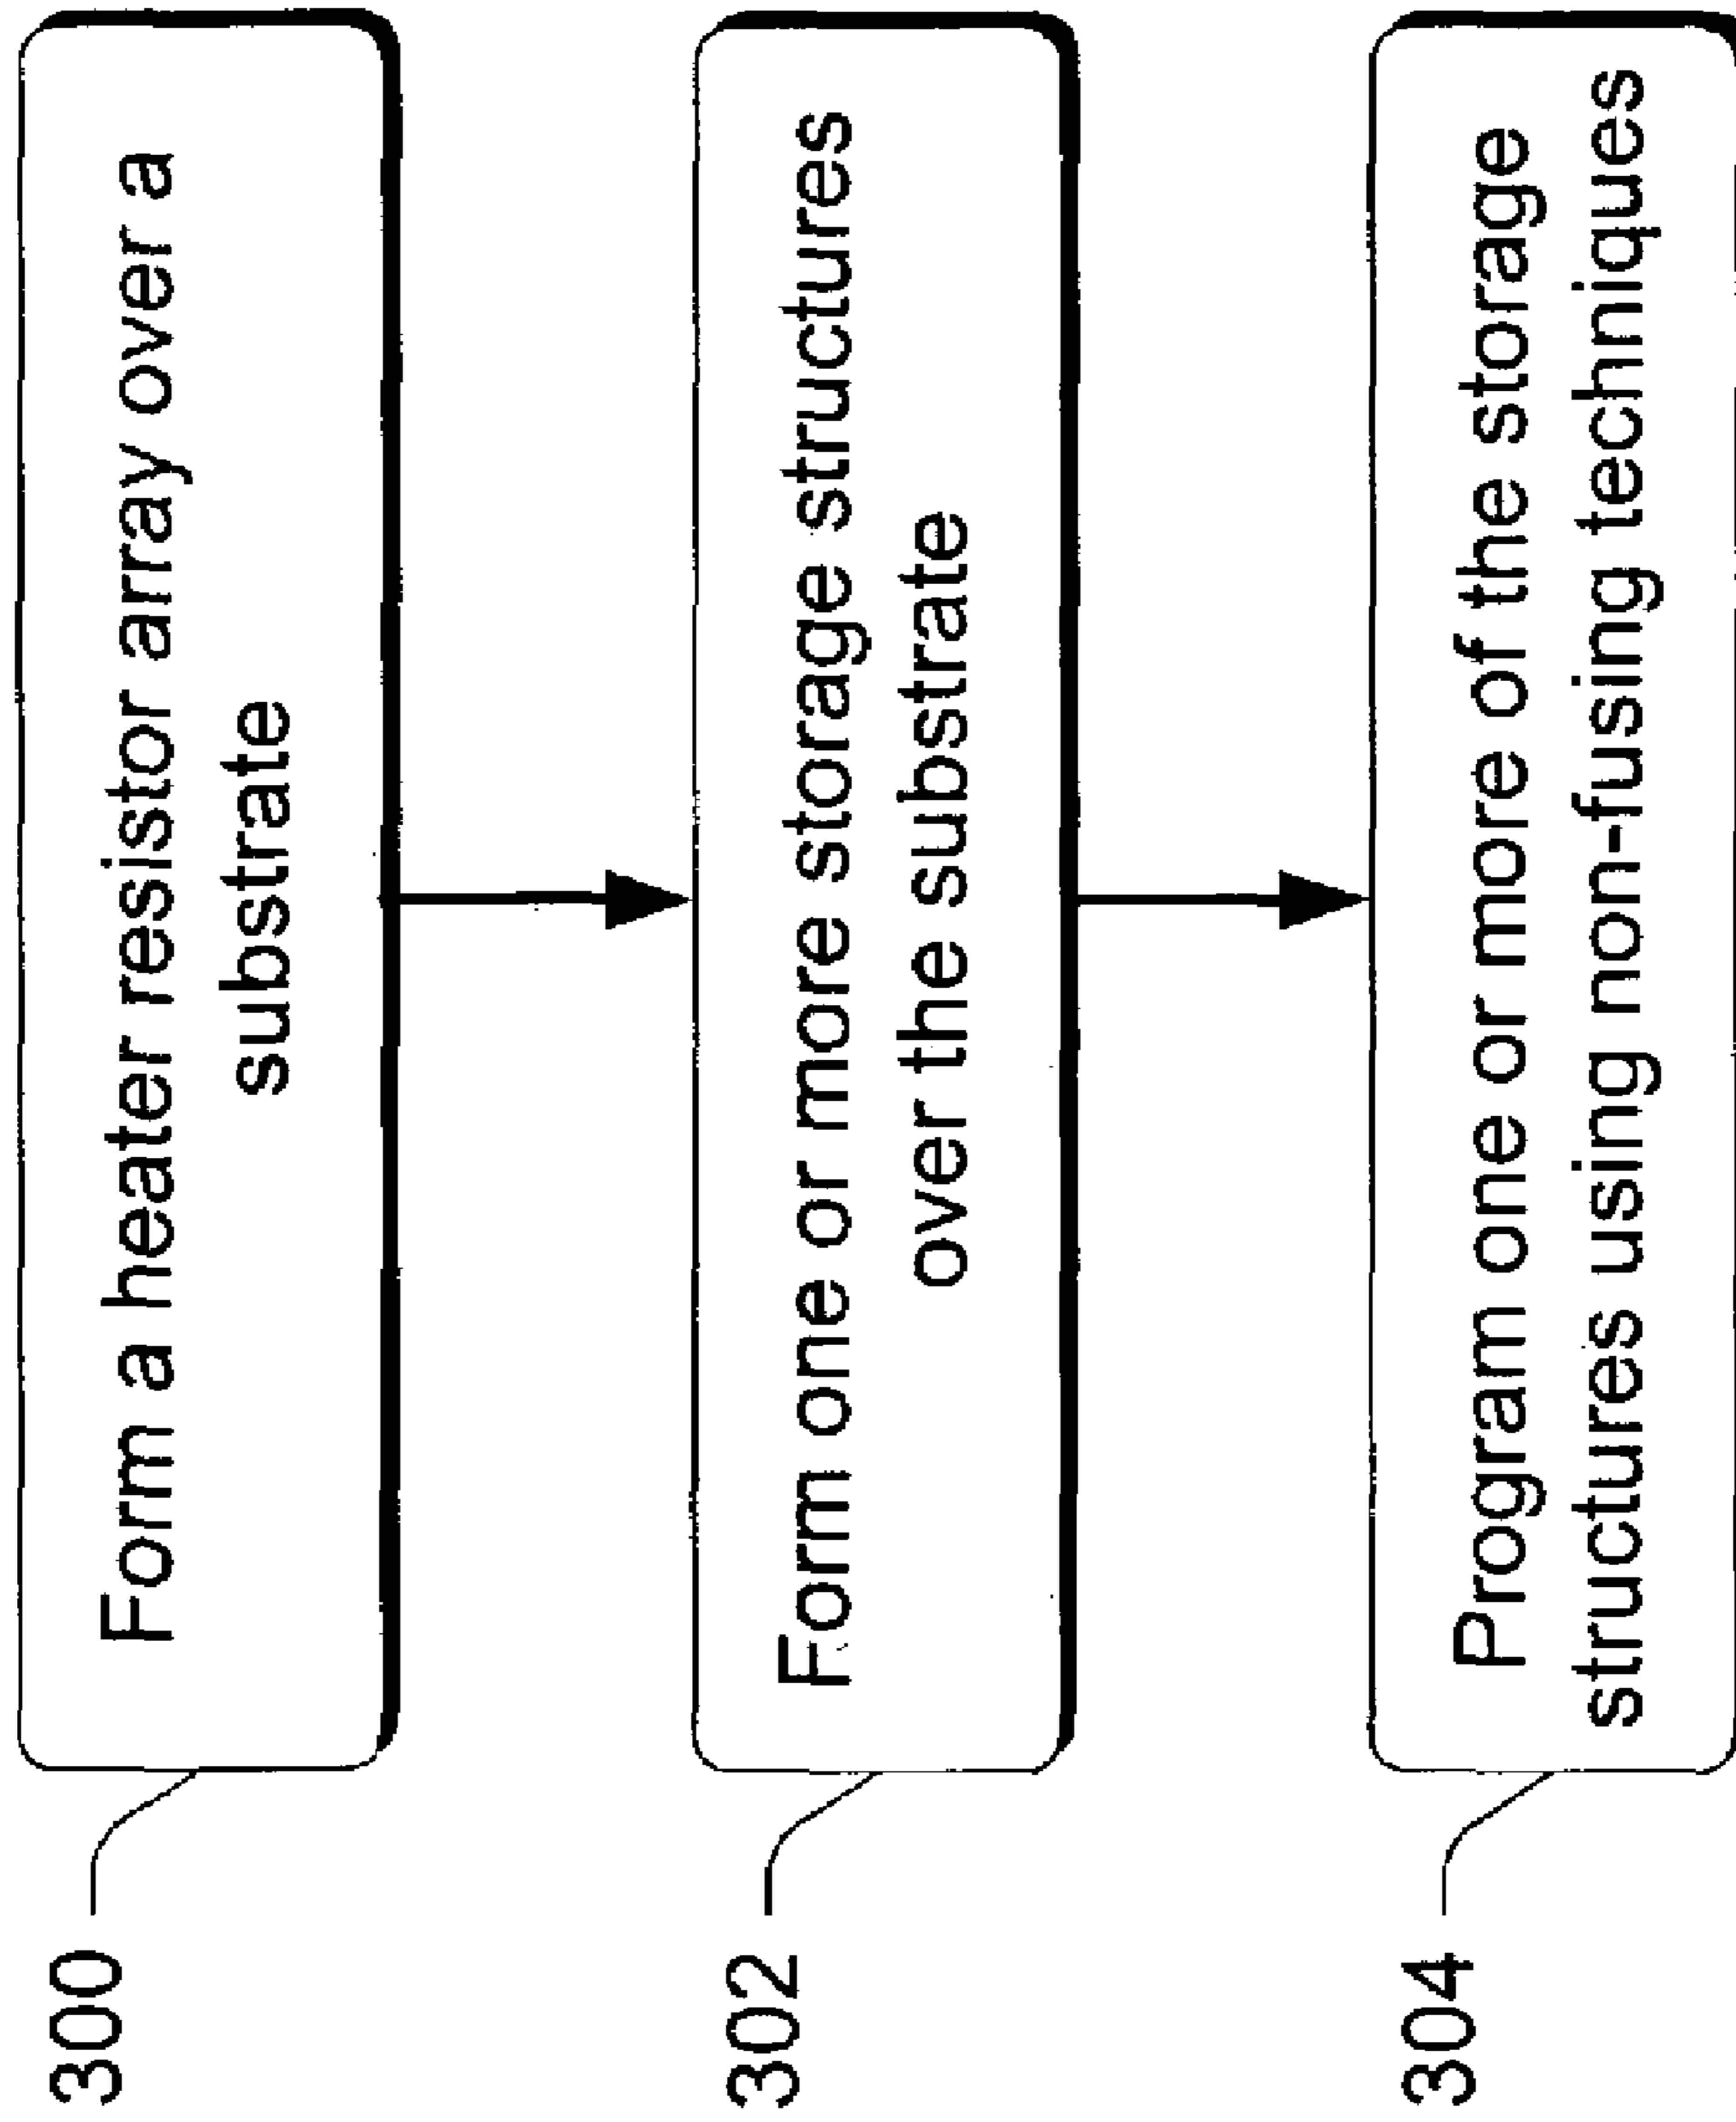 300
Form a heater resistor array over a
substrate
302
Form one or more storage structures
over the substrate
304
Program one or more of the storage
structures using non-fusing techniques